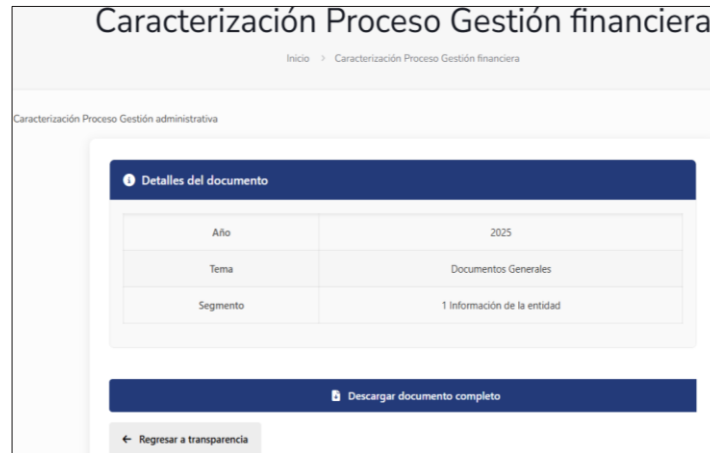 Caracterización Proceso Gestión financiera
Inicio > Caracterización Proceso Gestión financiera
Caracterización Proceso Gestión administrativa
Detalles del documento
Año 2025
Tema Documentos Generales
Segmento 1 Información de la entidad
Descargar documento completo
← Regresar a transparencia